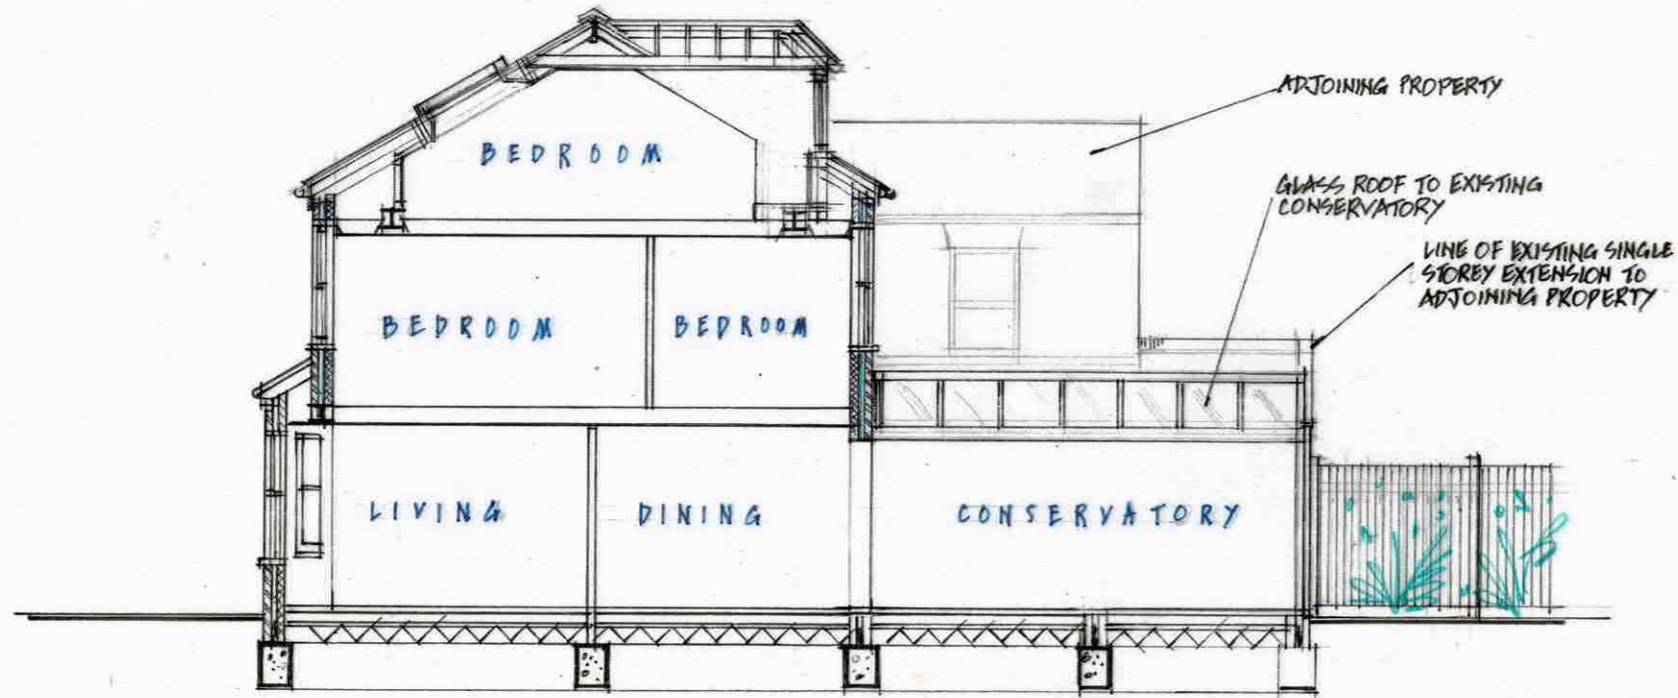 ADJOINING PROPERTY
BEDROOM
GLASS ROOF TO EXISTING
CONSERVATORY
LINE OF EXISTING SINGLE
STOREY EXTENSION TO
ADJOINING PROPERTY
BEDROOM
BEDROOM
LIVING
DINING
CONSERVATORY